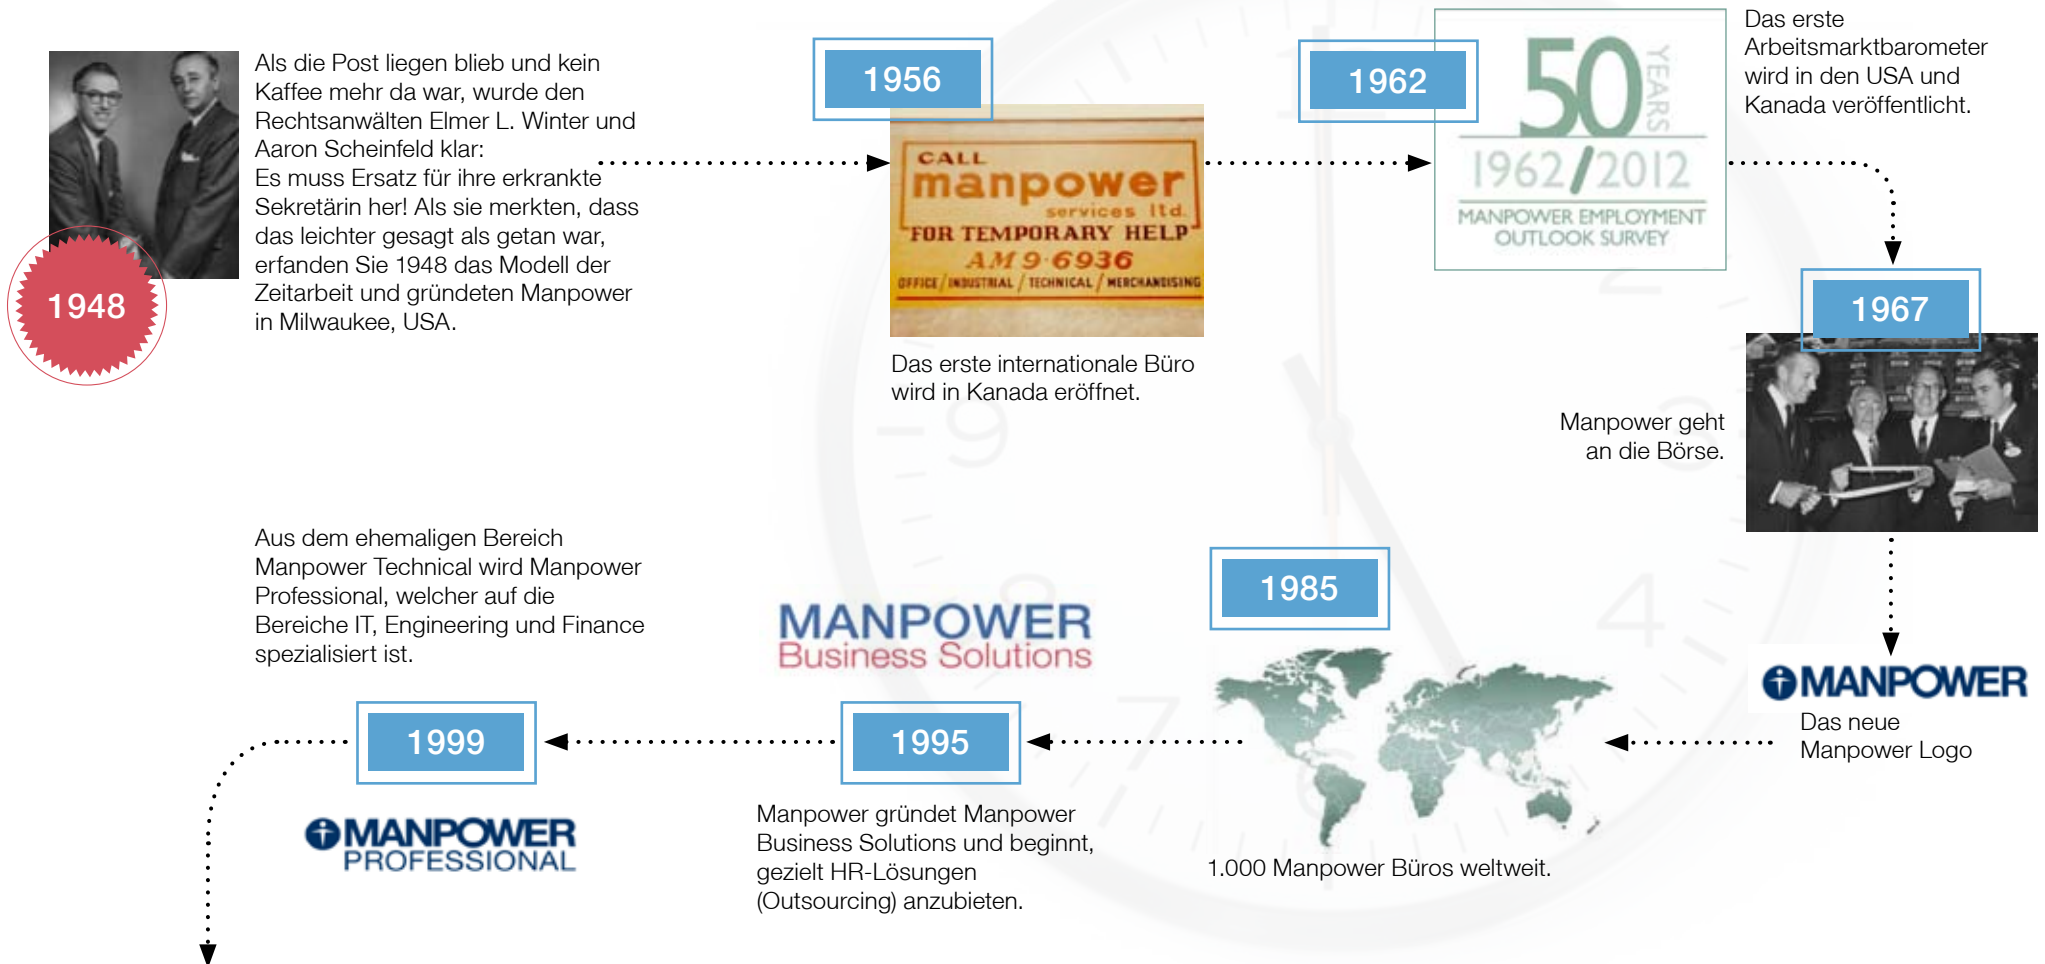 Als die Post liegen blieb und kein
Kaffee mehr da war, wurde den
Rechtsanwälten Elmer L. Winter und
Aaron Scheinfeld klar:
Es muss Ersatz für ihre erkrankte
Sekretärin her! Als sie merkten, dass
das leichter gesagt als getan war,
erfanden Sie 1948 das Modell der
Zeitarbeit und gründeten Manpower
in Milwaukee, USA.
1948
1956
CALL
manpower
services ltd.
FOR TEMPORARY HELP
AM 9·6936
OFFICE / INDUSTRIAL / TECHNICAL / MERCHANDISING
Das erste internationale Büro
wird in Kanada eröffnet.
1962
50
YEARS
1962/2012
MANPOWER EMPLOYMENT
OUTLOOK SURVEY
Das erste
Arbeitsmarktbarometer
wird in den USA und
Kanada veröffentlicht.
1967
Manpower geht
an die Börse.
MANPOWER
Das neue
Manpower Logo
1985
1.000 Manpower Büros weltweit.
MANPOWER
Business Solutions
1995
Manpower gründet Manpower
Business Solutions und beginnt,
gezielt HR-Lösungen
(Outsourcing) anzubieten.
Aus dem ehemaligen Bereich
Manpower Technical wird Manpower
Professional, welcher auf die
Bereiche IT, Engineering und Finance
spezialisiert ist.
1999
MANPOWER
PROFESSIONAL
9
2
3
4
7
8
6